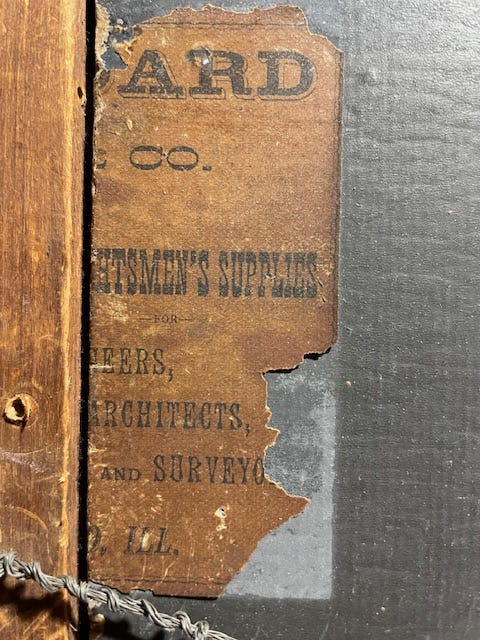 ARD
CO.
HTSMEN'S SUPPLIES
—FOR—
EERS,
ARCHITECTS,
AND SURVEYO
O, ILL.